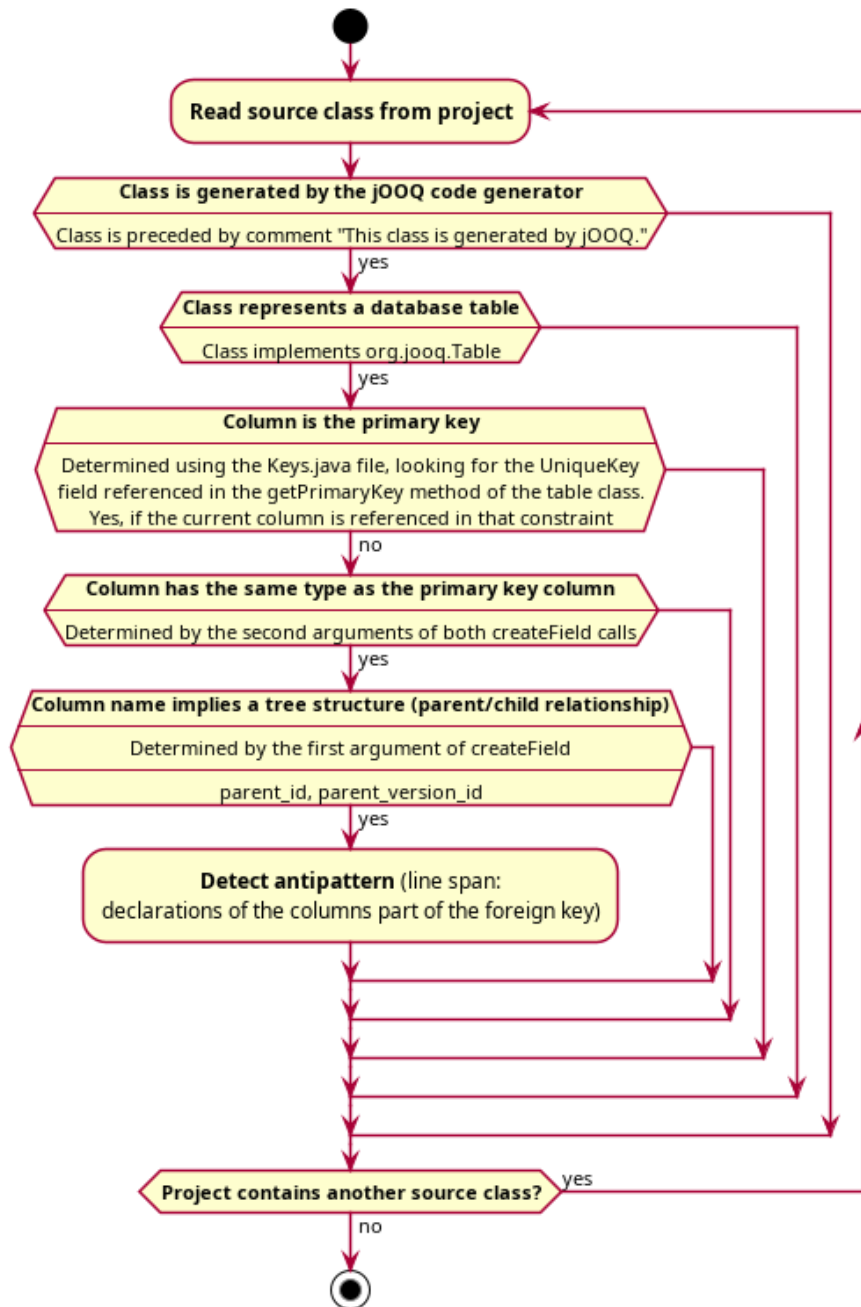 Read source class from project
Class is generated by the jOOQ code generator
Class is preceded by comment "This class is generated by jOOQ."
yes
Class represents a database table
Class implements org.jooq.Table
yes
Column is the primary key
Determined using the Keys.java file, looking for the UniqueKey
field referenced in the getPrimaryKey method of the table class.
Yes, if the current column is referenced in that constraint
no
Column has the same type as the primary key column
Determined by the second arguments of both createField calls
yes
Column name implies a tree structure (parent/child relationship)
Determined by the first argument of createField
parent_id, parent_version_id
yes
Detect antipattern (line span:
declarations of the columns part of the foreign key)
Project contains another source class?
yes
no